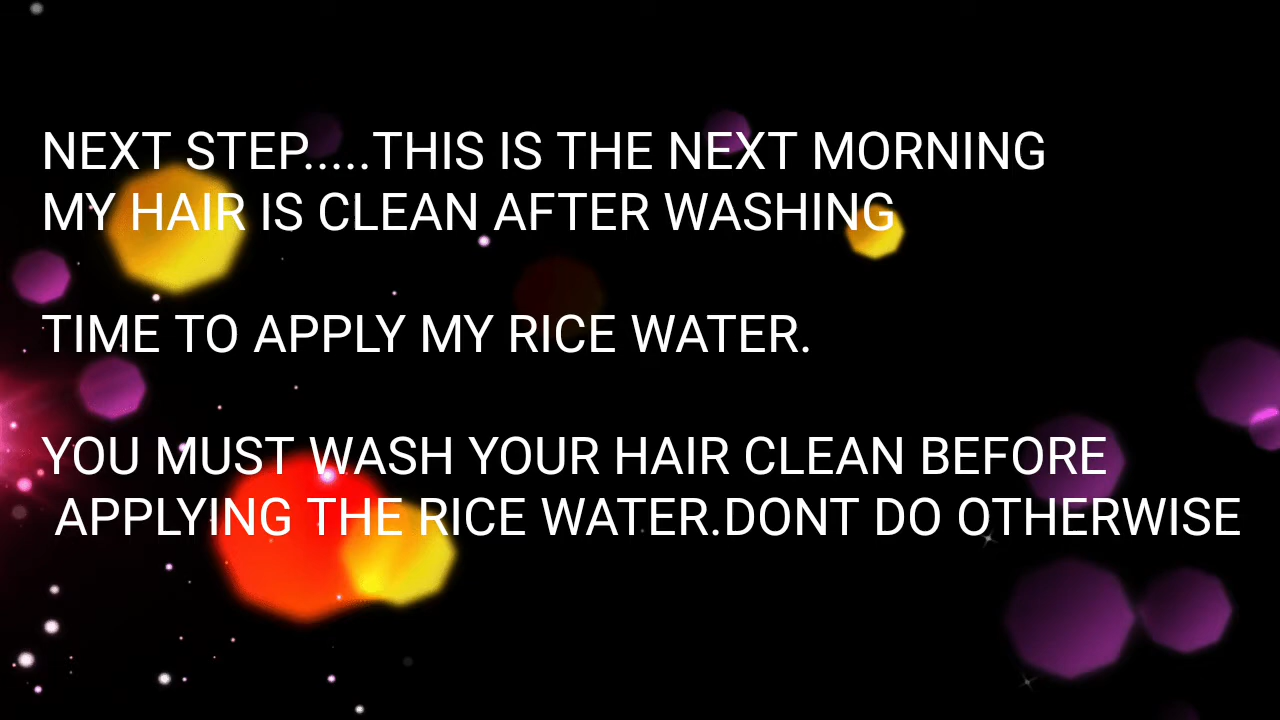 NEXT STEP.....THIS IS THE NEXT MORNING
MY HAIR IS CLEAN AFTER WASHING
TIME TO APPLY MY RICE WATER.
YOU MUST WASH YOUR HAIR CLEAN BEFORE
APPLYING THE RICE WATER.DONT DO OTHERWISE